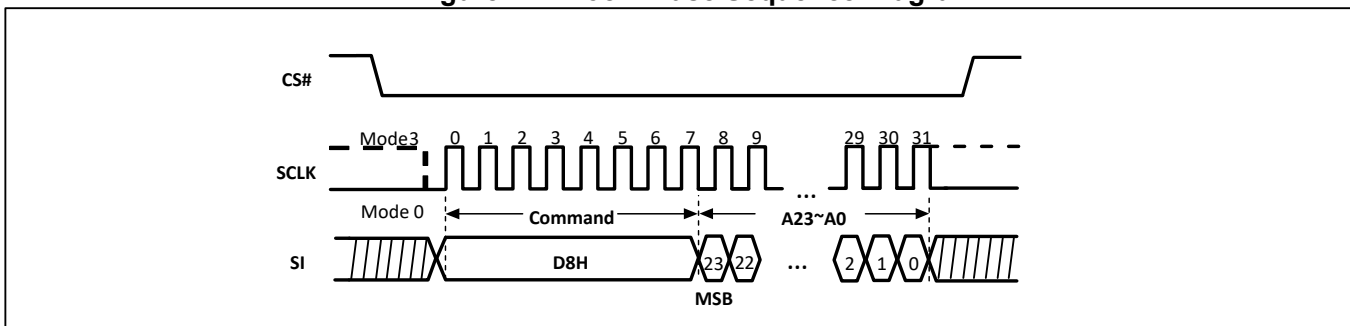 CS#
Mode3 0 1 2 3 4 5 6 7 8 9 29 30 31
SCLK
...
Mode 0 Command A23~A0
SI D8H 23 22 ... 2 1 0
MSB